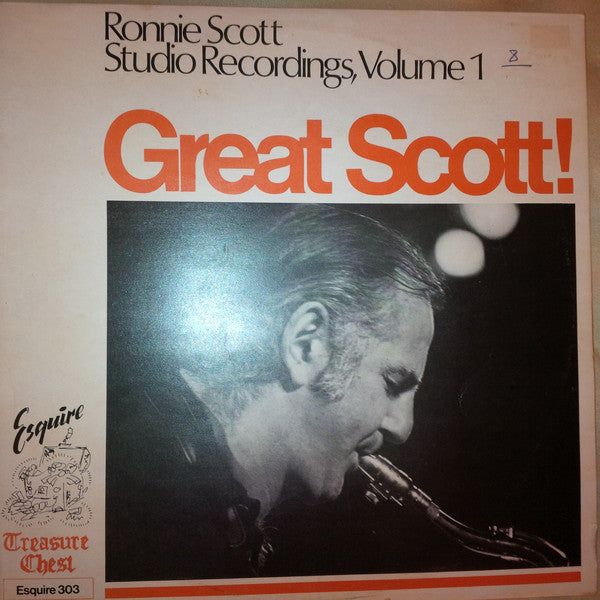 Ronnie Scott
Studio Recordings, Volume 1
8
Great Scott!
Esquire
Treasure
Chest
Esquire 303